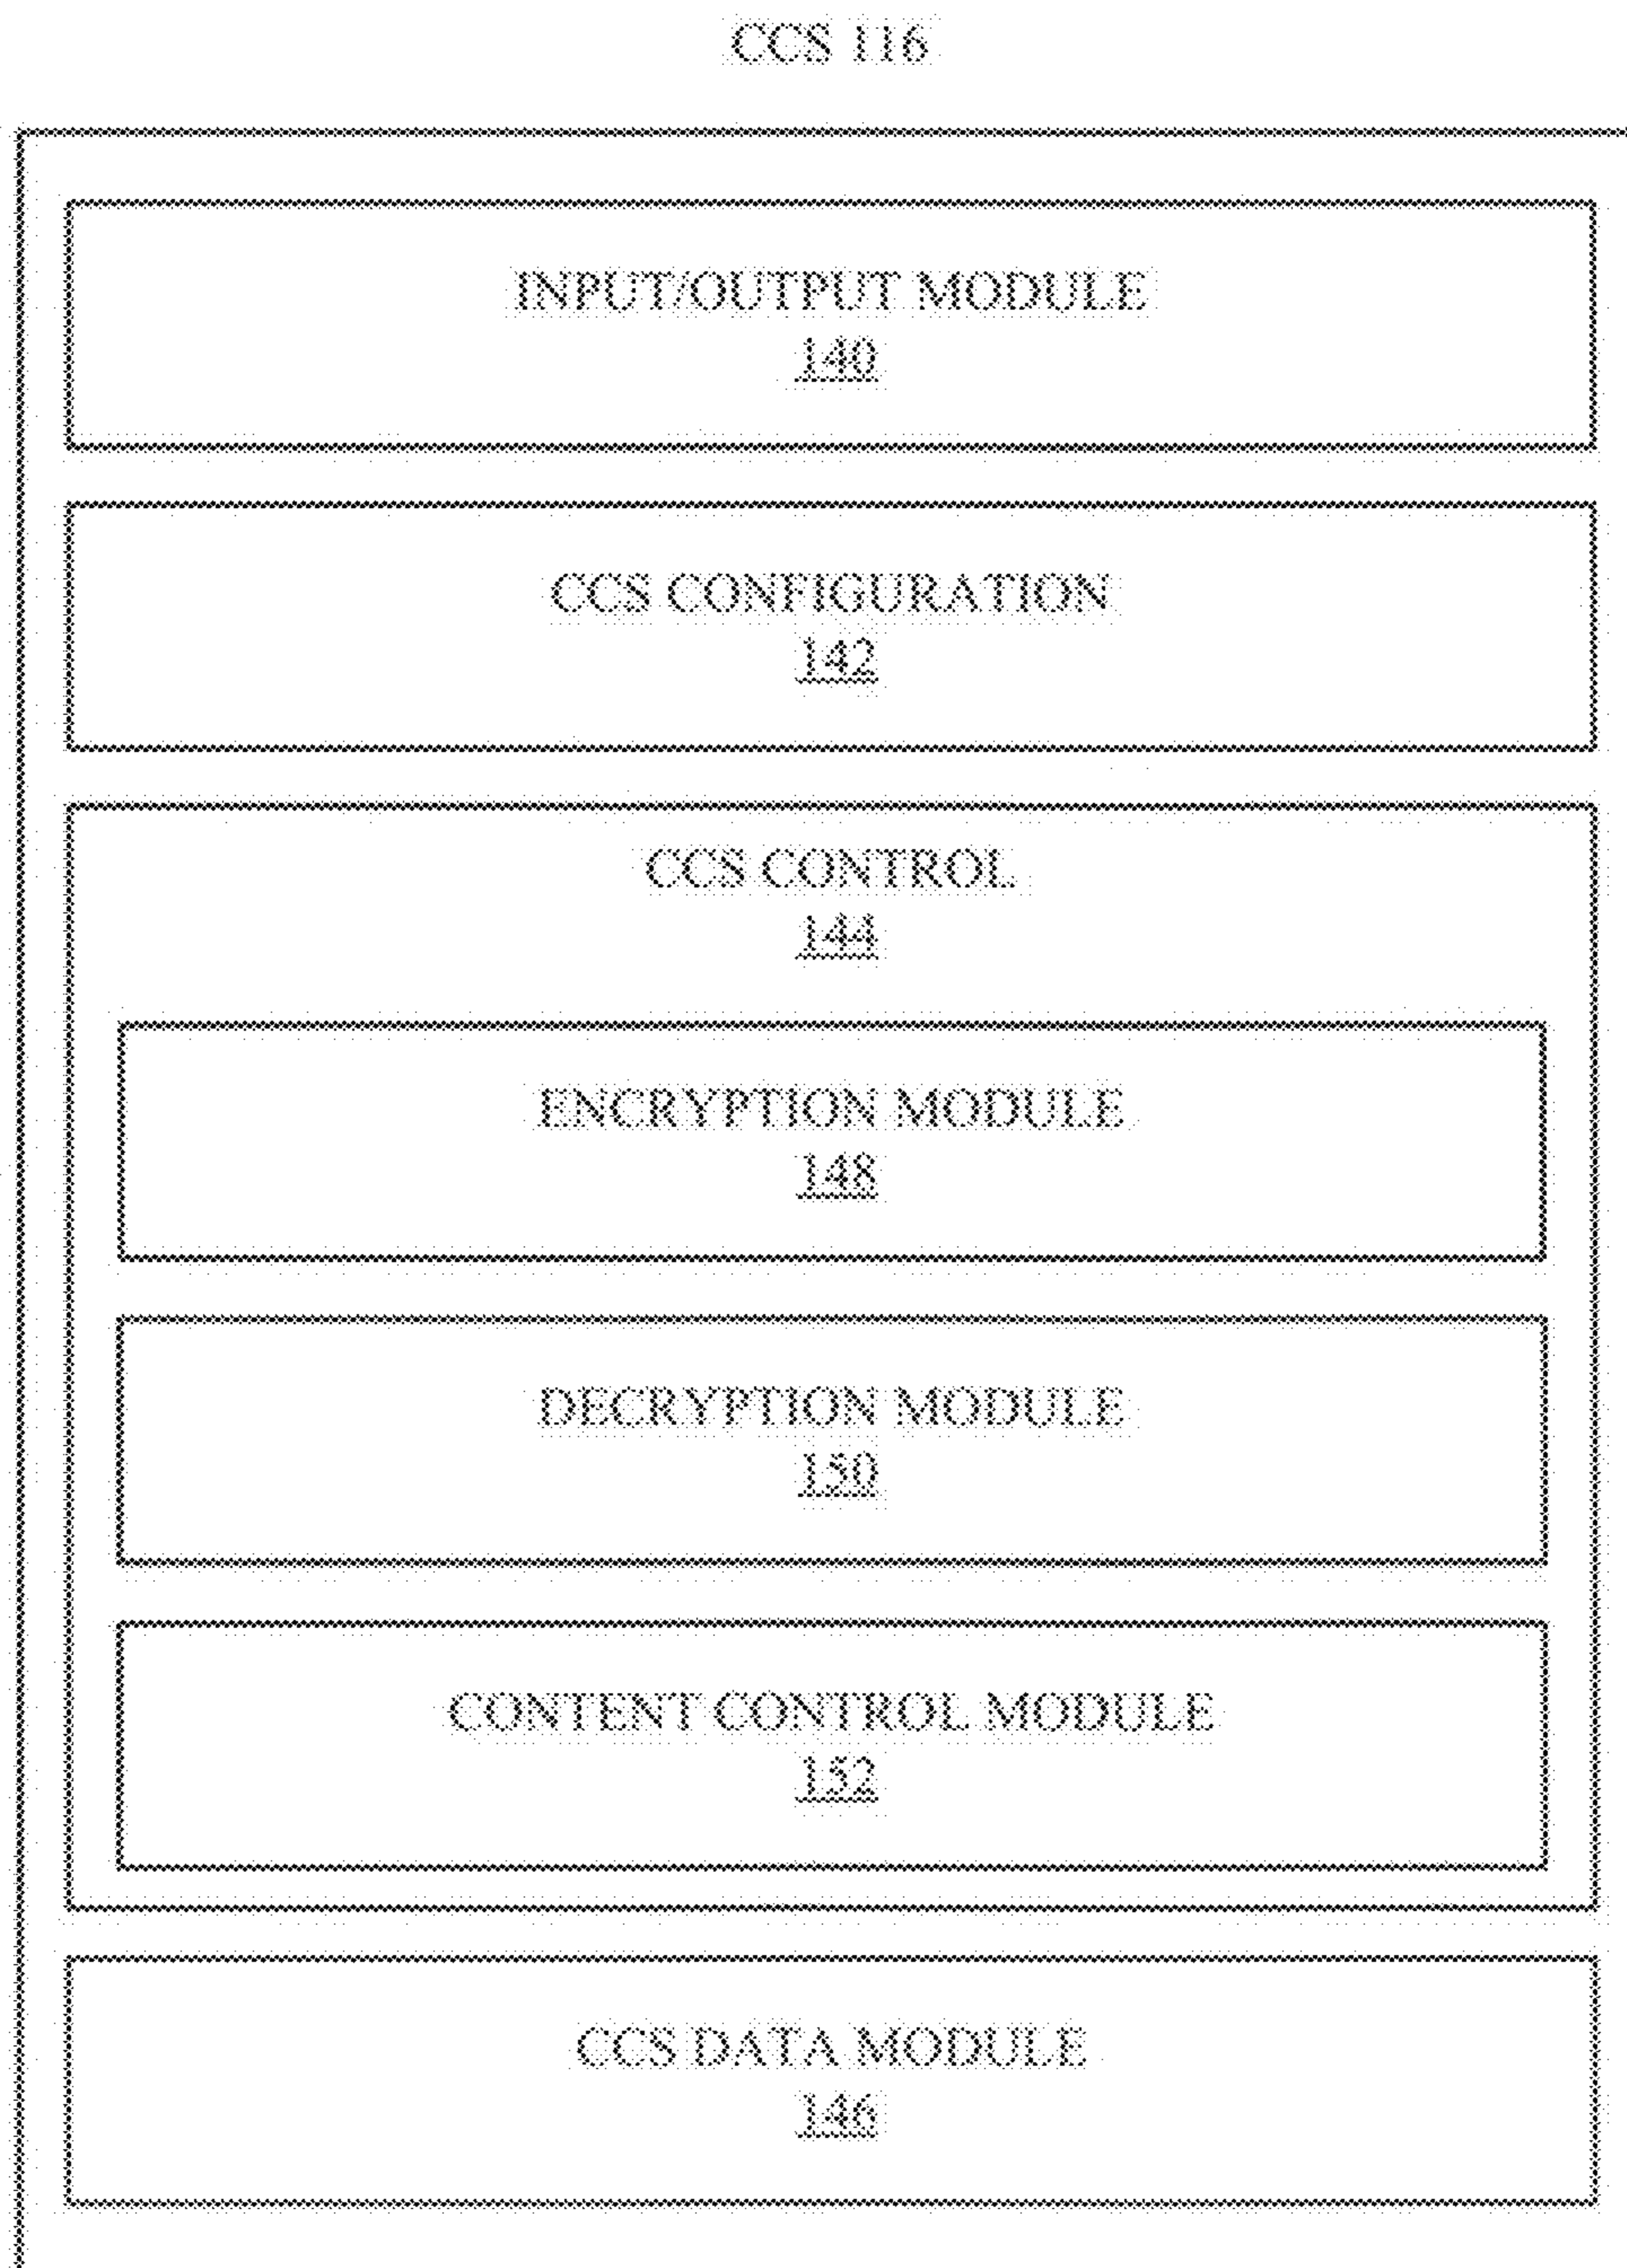 CCS 116
INPUT/OUTPUT MODULE
140
CCS CONFIGURATION
142
CCS CONTROL
144
ENCRYPTION MODULE
148
DECRYPTION MODULE
150
CONTENT CONTROL MODULE
152
CCS DATA MODULE
146